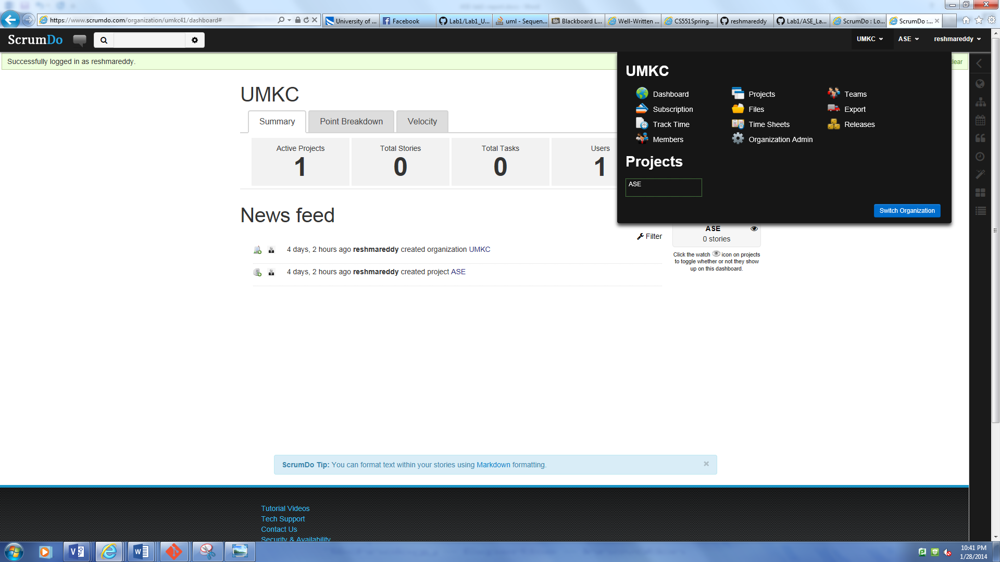 https://www.scrumdo.com/organization/umkc41/dashboard#
University of ...
Facebook
Lab1/Lab1_U...
uml - Sequen...
Blackboard L...
Well-Written ...
CS551Spring...
reshmareddy
Lab1/ASE_La...
ScrumDo : Lo...
ScrumDo :...
ScrumDo
UMKC
ASE
reshmareddy
Successfully logged in as reshmareddy.
lear
UMKC
Dashboard
Projects
Teams
Subscription
Files
Export
Track Time
Time Sheets
Releases
Members
Organization Admin
Projects
ASE
Switch Organization
UMKC
Summary
Point Breakdown
Velocity
Active Projects
1
Total Stories
0
Total Tasks
0
Users
1
News feed
Filter
4 days, 2 hours ago reshmareddy created organization UMKC
4 days, 2 hours ago reshmareddy created project ASE
ASE
0 stories
Click the watch icon on projects
to toggle whether or not they show
up on this dashboard.
ScrumDo Tip: You can format text within your stories using Markdown formatting.
Tutorial Videos
Tech Support
Contact Us
Security & Availability
10:41 PM
1/28/2014